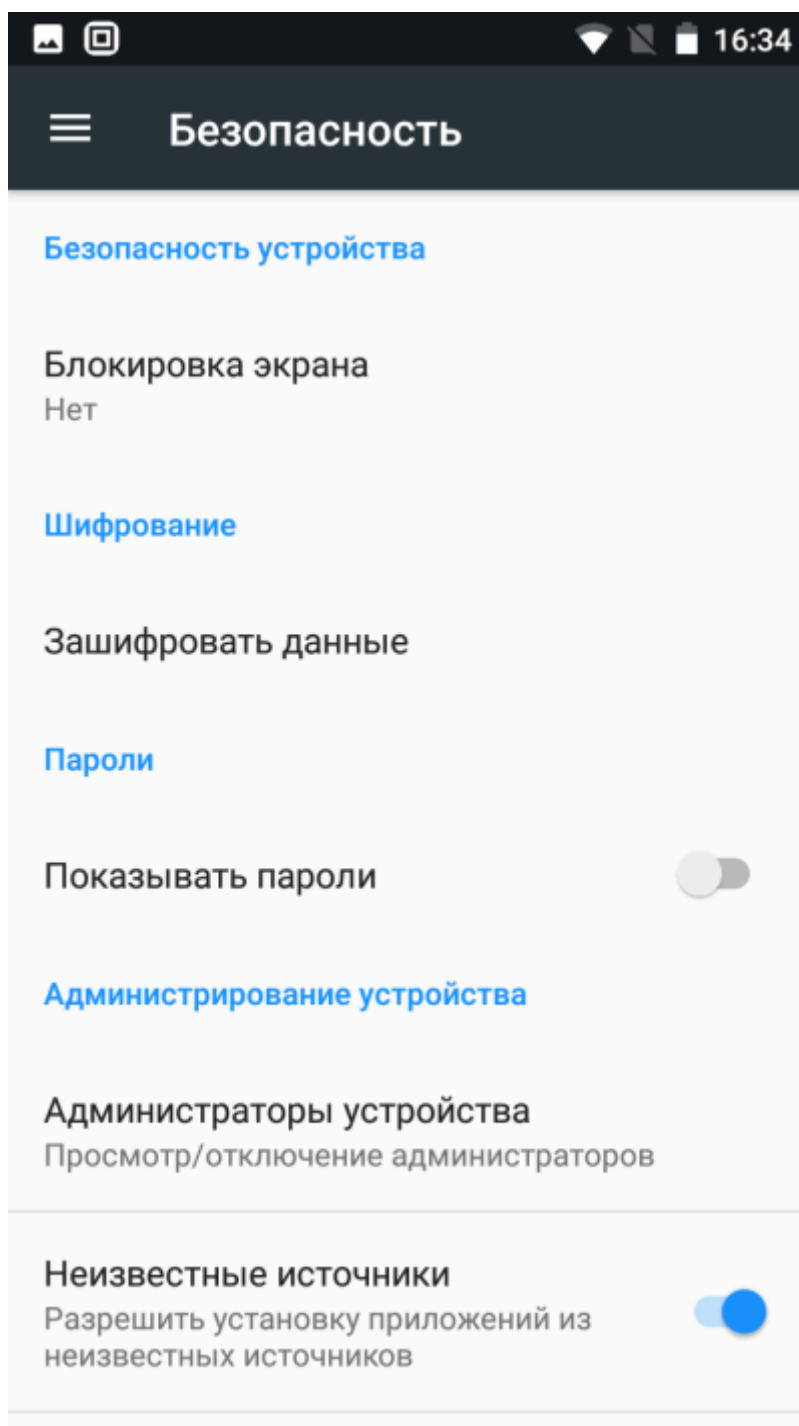 16:34
Безопасность
Безопасность устройства
Блокировка экрана
Нет
Шифрование
Зашифровать данные
Пароли
Показывать пароли
Администрирование устройства
Администраторы устройства
Просмотр/отключение администраторов
Неизвестные источники
Разрешить установку приложений из
неизвестных источников